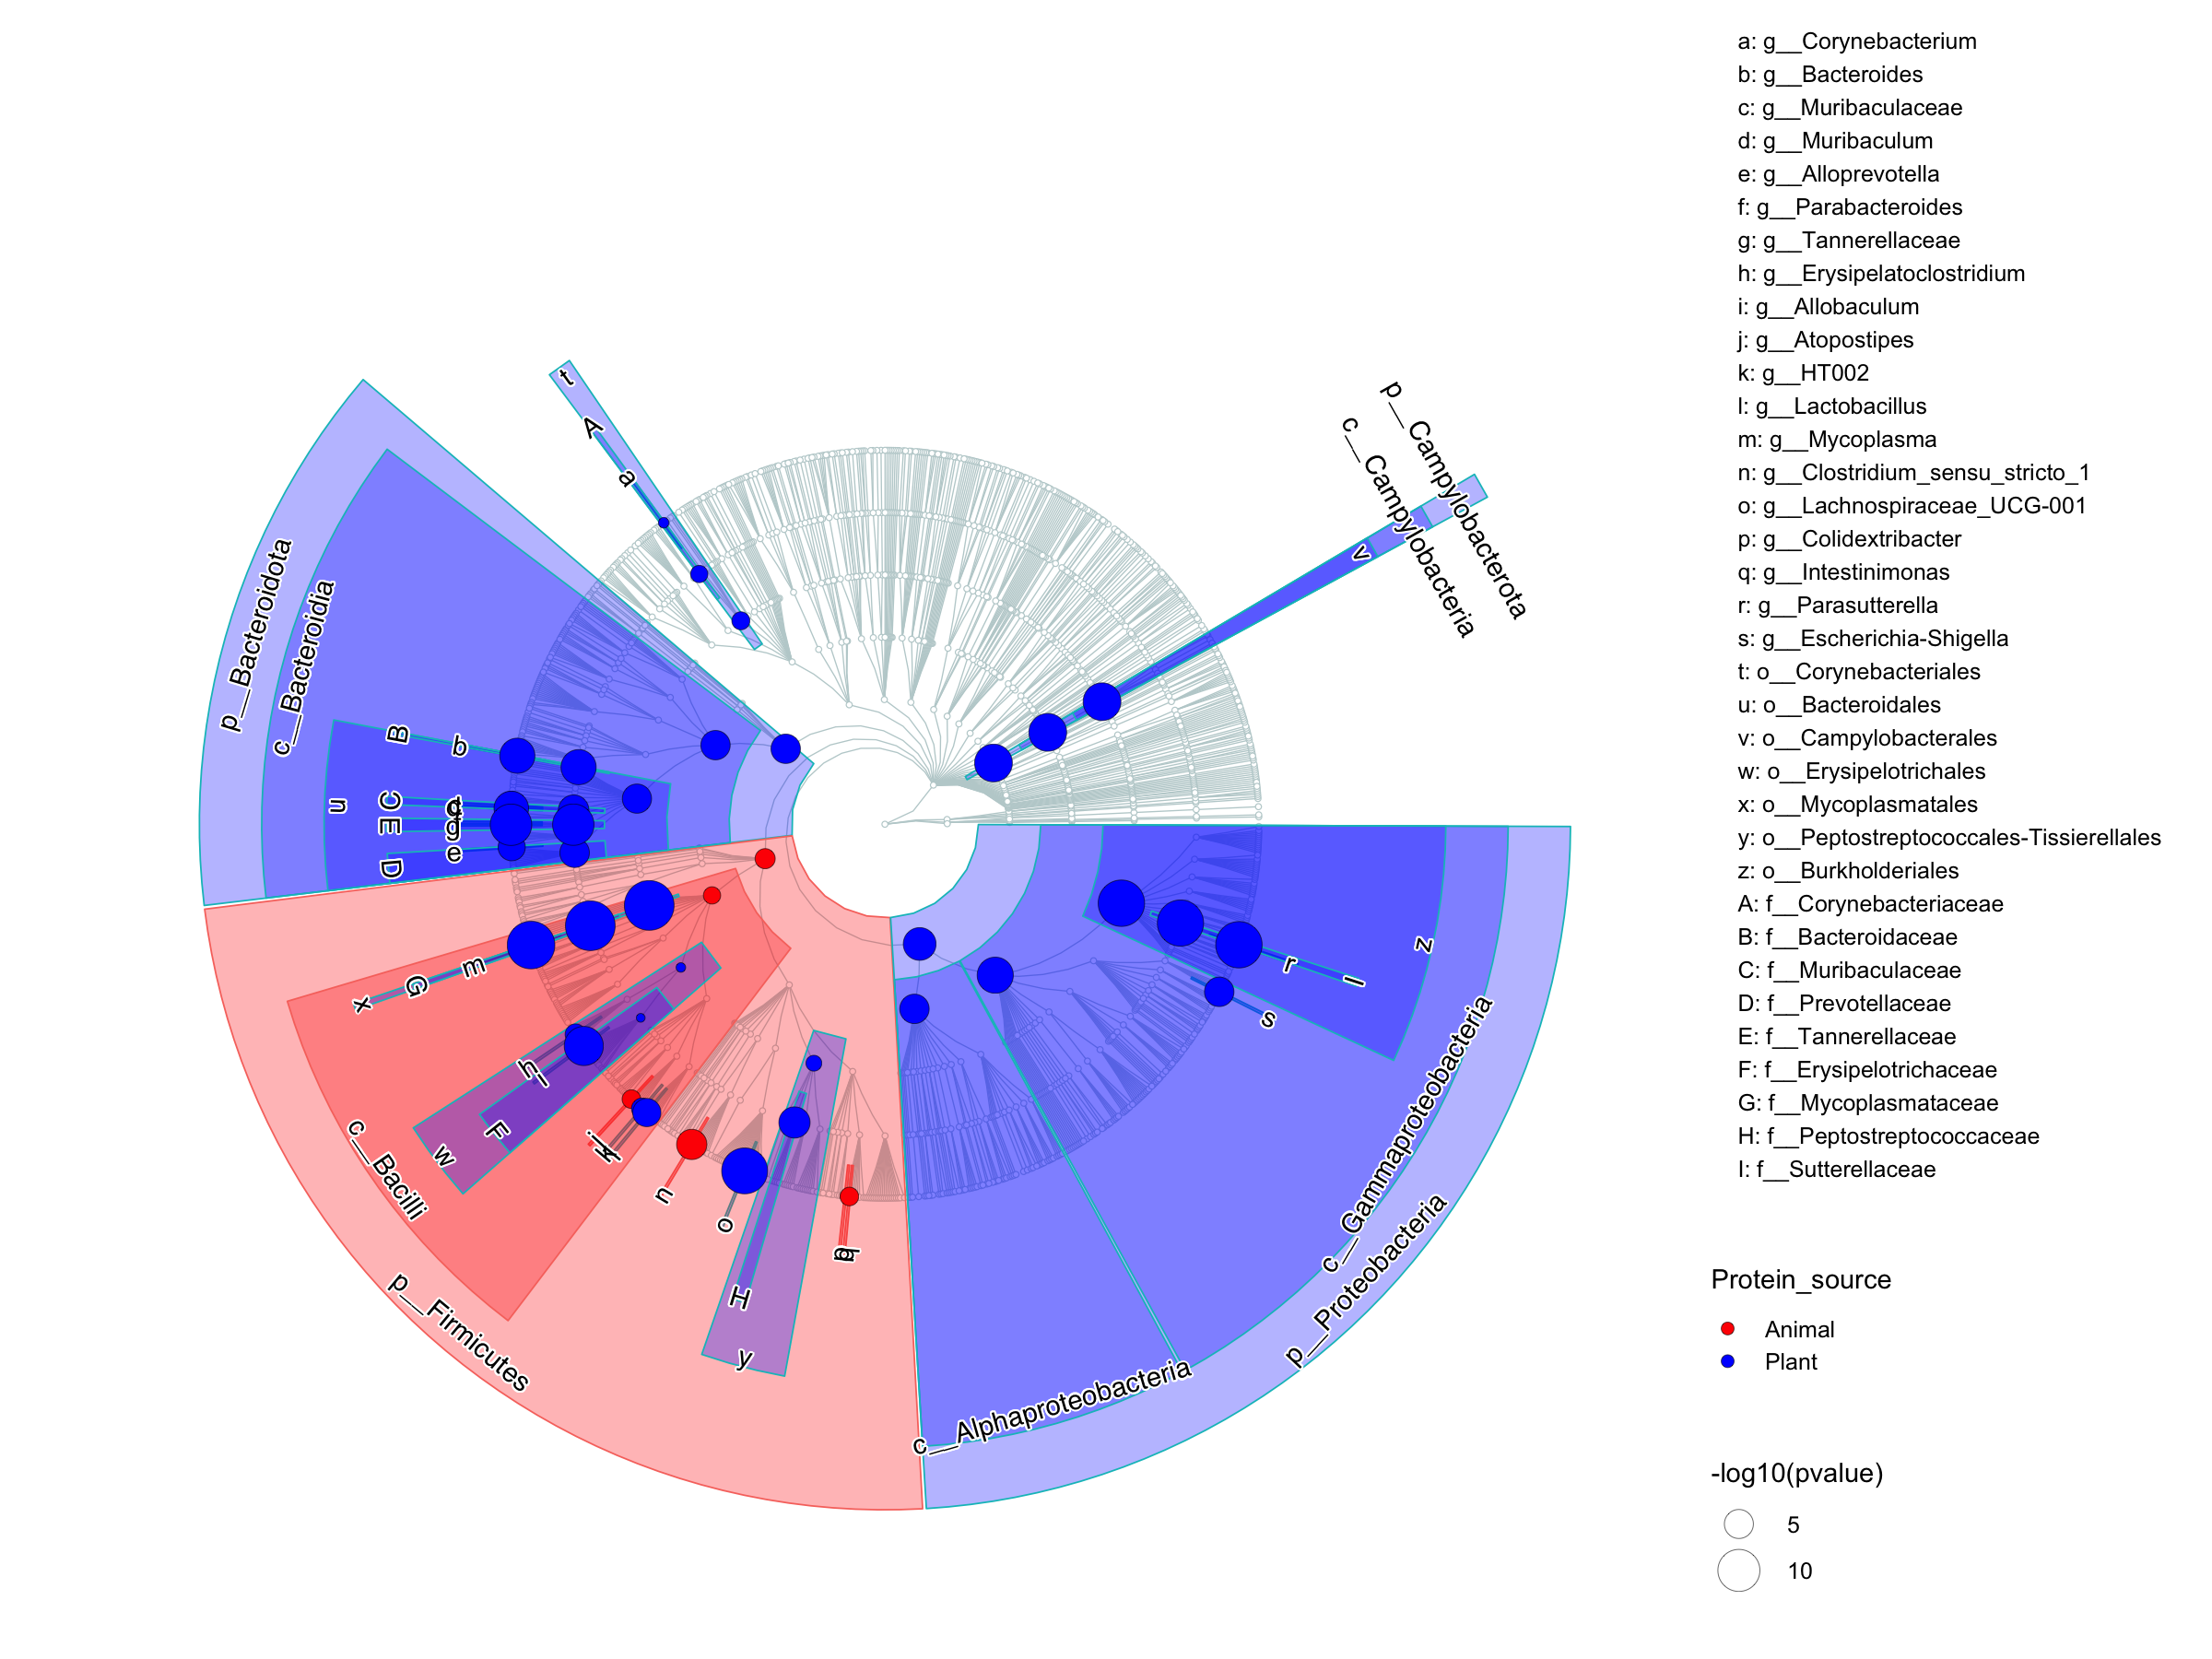 a: g__Corynebacterium
b: g__Bacteroides
c: g__Muribaculaceae
d: g__Muribaculum
e: g__Alloprevotella
f: g__Parabacteroides
g: g__Tannerellaceae
h: g__Erysipelatoclostridium
i: g__Allobaculum
j: g__Atopostipes
k: g__HT002
l: g__Lactobacillus
m: g__Mycoplasma
n: g__Clostridium_sensu_stricto_1
o: g__Lachnospiraceae_UCG-001
p: g__Colidextribacter
q: g__Intestinimonas
r: g__Parasutterella
s: g__Escherichia-Shigella
t: o__Corynebacteriales
u: o__Bacteroidales
v: o__Campylobacterales
w: o__Erysipelotrichales
x: o__Mycoplasmatales
y: o__Peptostreptococcales-Tissierellales
z: o__Burkholderiales
A: f__Corynebacteriaceae
B: f__Bacteroidaceae
C: f__Muribaculaceae
D: f__Prevotellaceae
E: f__Tannerellaceae
F: f__Erysipelotrichaceae
G: f__Mycoplasmataceae
H: f__Peptostreptococcaceae
I: f__Sutterellaceae
Protein_source
Animal
Plant
-log10(pvalue)
5
10
t
A
a
p__Campylobacterota
c__Campylobacteria
v
p__Bacteroidota
c__Bacteroidia
B
b
u
C
E
D
e
m
G
x
h
i
F
w
c__Bacilli
n
o
H
y
p__Firmicutes
r
I
z
s
c__Gammaproteobacteria
p__Proteobacteria
c__Alphaproteobacteria